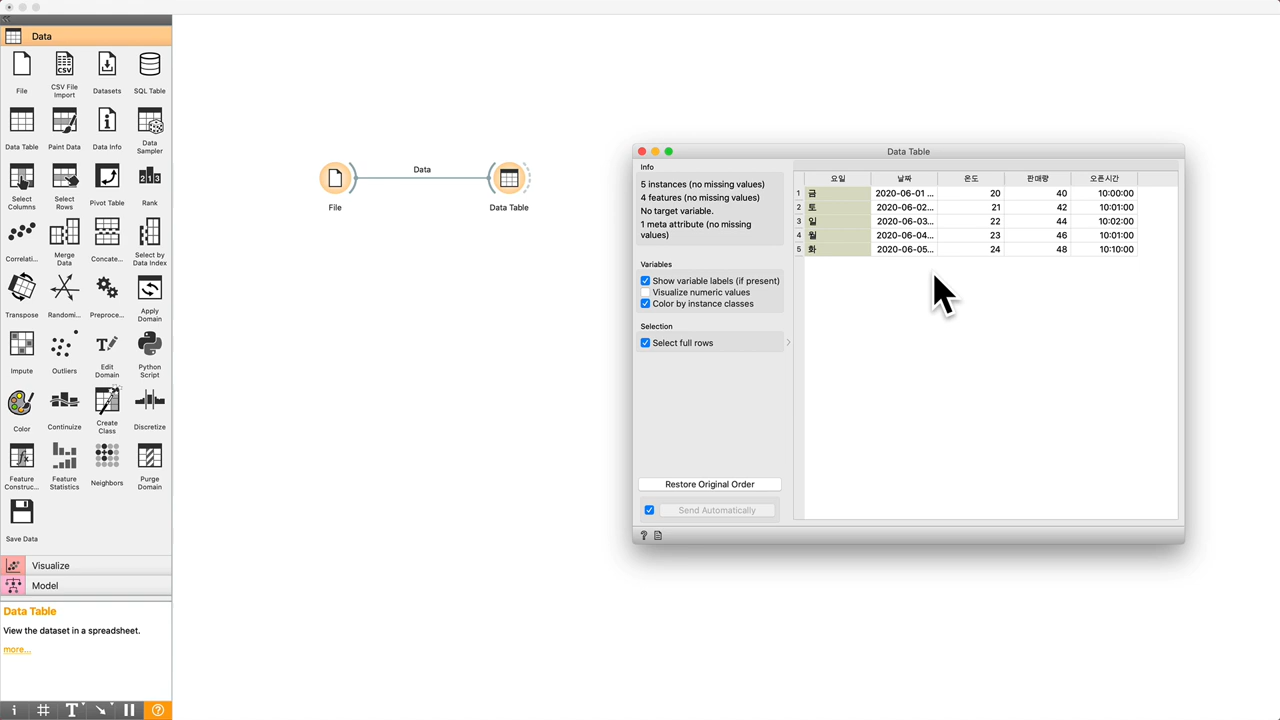 Data
File
CSV File Import
Datasets
SQL Table
Data Table
Paint Data
Data Info
Data Sampler
Select Columns
Select Rows
Pivot Table
Rank
Correlati...
Merge Data
Concate...
Select by Data Index
Transpose
Randomi...
Preproce...
Apply Domain
Impute
Outliers
Edit Domain
Python Script
Color
Continuize
Create Class
Discretize
Feature Construc...
Feature Statistics
Neighbors
Purge Domain
Save Data
Visualize
Model
Data Table
View the dataset in a spreadsheet.
more...
Data
File
Data Table
Data Table
Info
5 instances (no missing values)
4 features (no missing values)
No target variable.
1 meta attribute (no missing
values)
Variables
Show variable labels (if present)
Visualize numeric values
Color by instance classes
Selection
Select full rows
Restore Original Order
Send Automatically
요일 날짜 온도 판매량 오픈시간
1 금 2020-06-01 ... 20 40 10:00:00
2 토 2020-06-02... 21 42 10:01:00
3 일 2020-06-03... 22 44 10:02:00
4 월 2020-06-04... 23 46 10:01:00
5 화 2020-06-05... 24 48 10:10:00